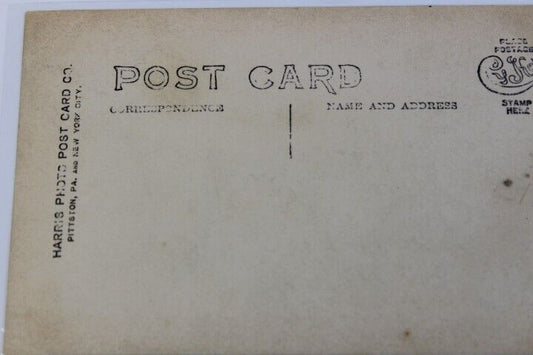 HARRIS PHOTO POST CARD CO.
PITTSTON, PA. AND NEW YORK CITY.
POST CARD
CORRESPONDENCE
NAME AND ADDRESS
PLACE
POSTAGE
STAMP
HERE